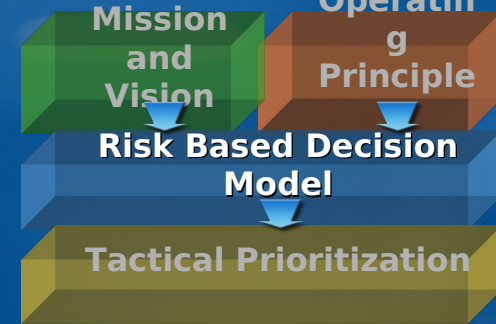 Mission
and
Vision
Operatin
g
Principle
Risk Based Decision
Model
Tactical Prioritization